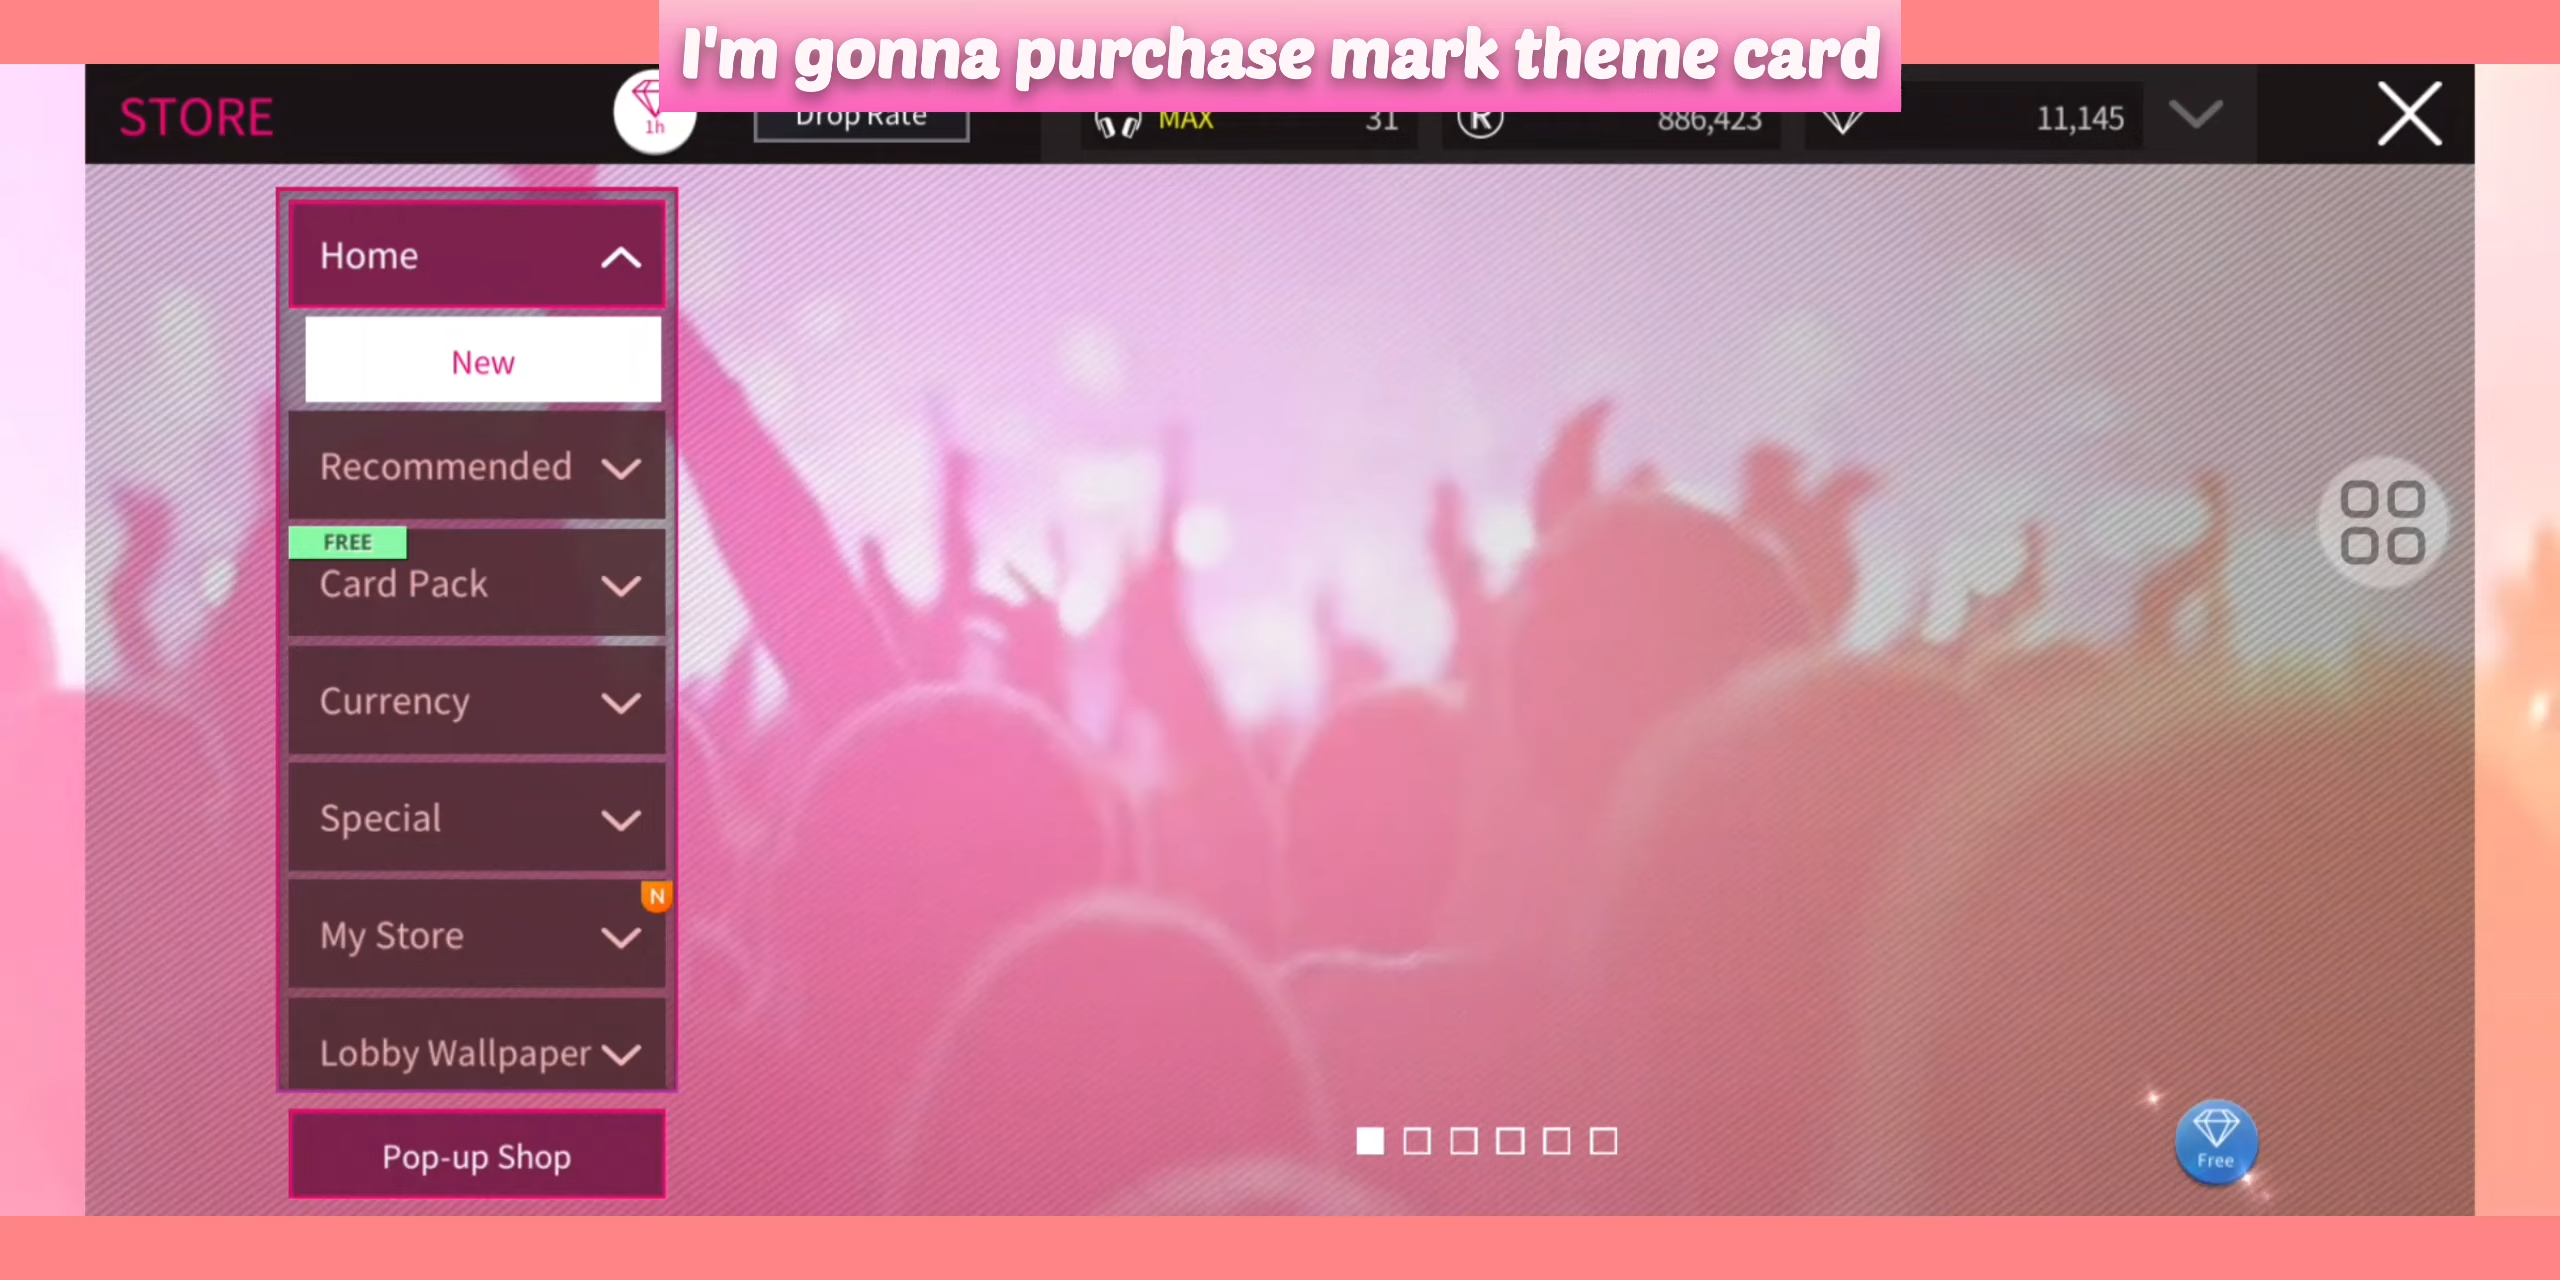 I'm gonna purchase mark theme card
STORE
1h
Drop Rate
MAX
31
R
886,423
11,145
Home
New
Recommended
FREE
Card Pack
Currency
Special
N
My Store
Lobby Wallpaper
Pop-up Shop
Free